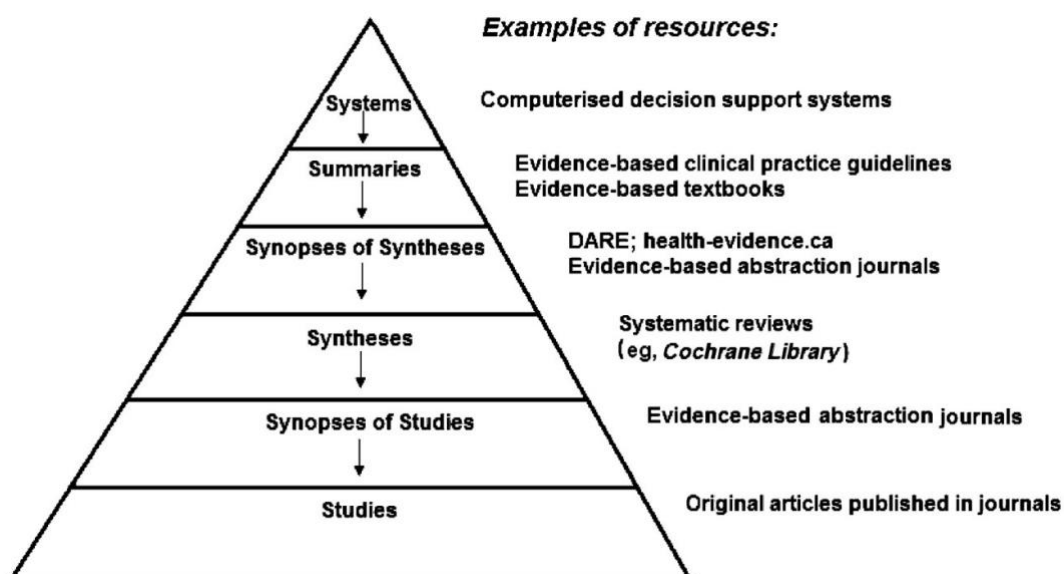 Examples of resources:
Systems
Computerised decision support systems
Summaries
Evidence-based clinical practice guidelines
Evidence-based textbooks
Synopses of Syntheses
DARE; health-evidence.ca
Evidence-based abstraction journals
Syntheses
Systematic reviews
(eg, Cochrane Library)
Synopses of Studies
Evidence-based abstraction journals
Studies
Original articles published in journals